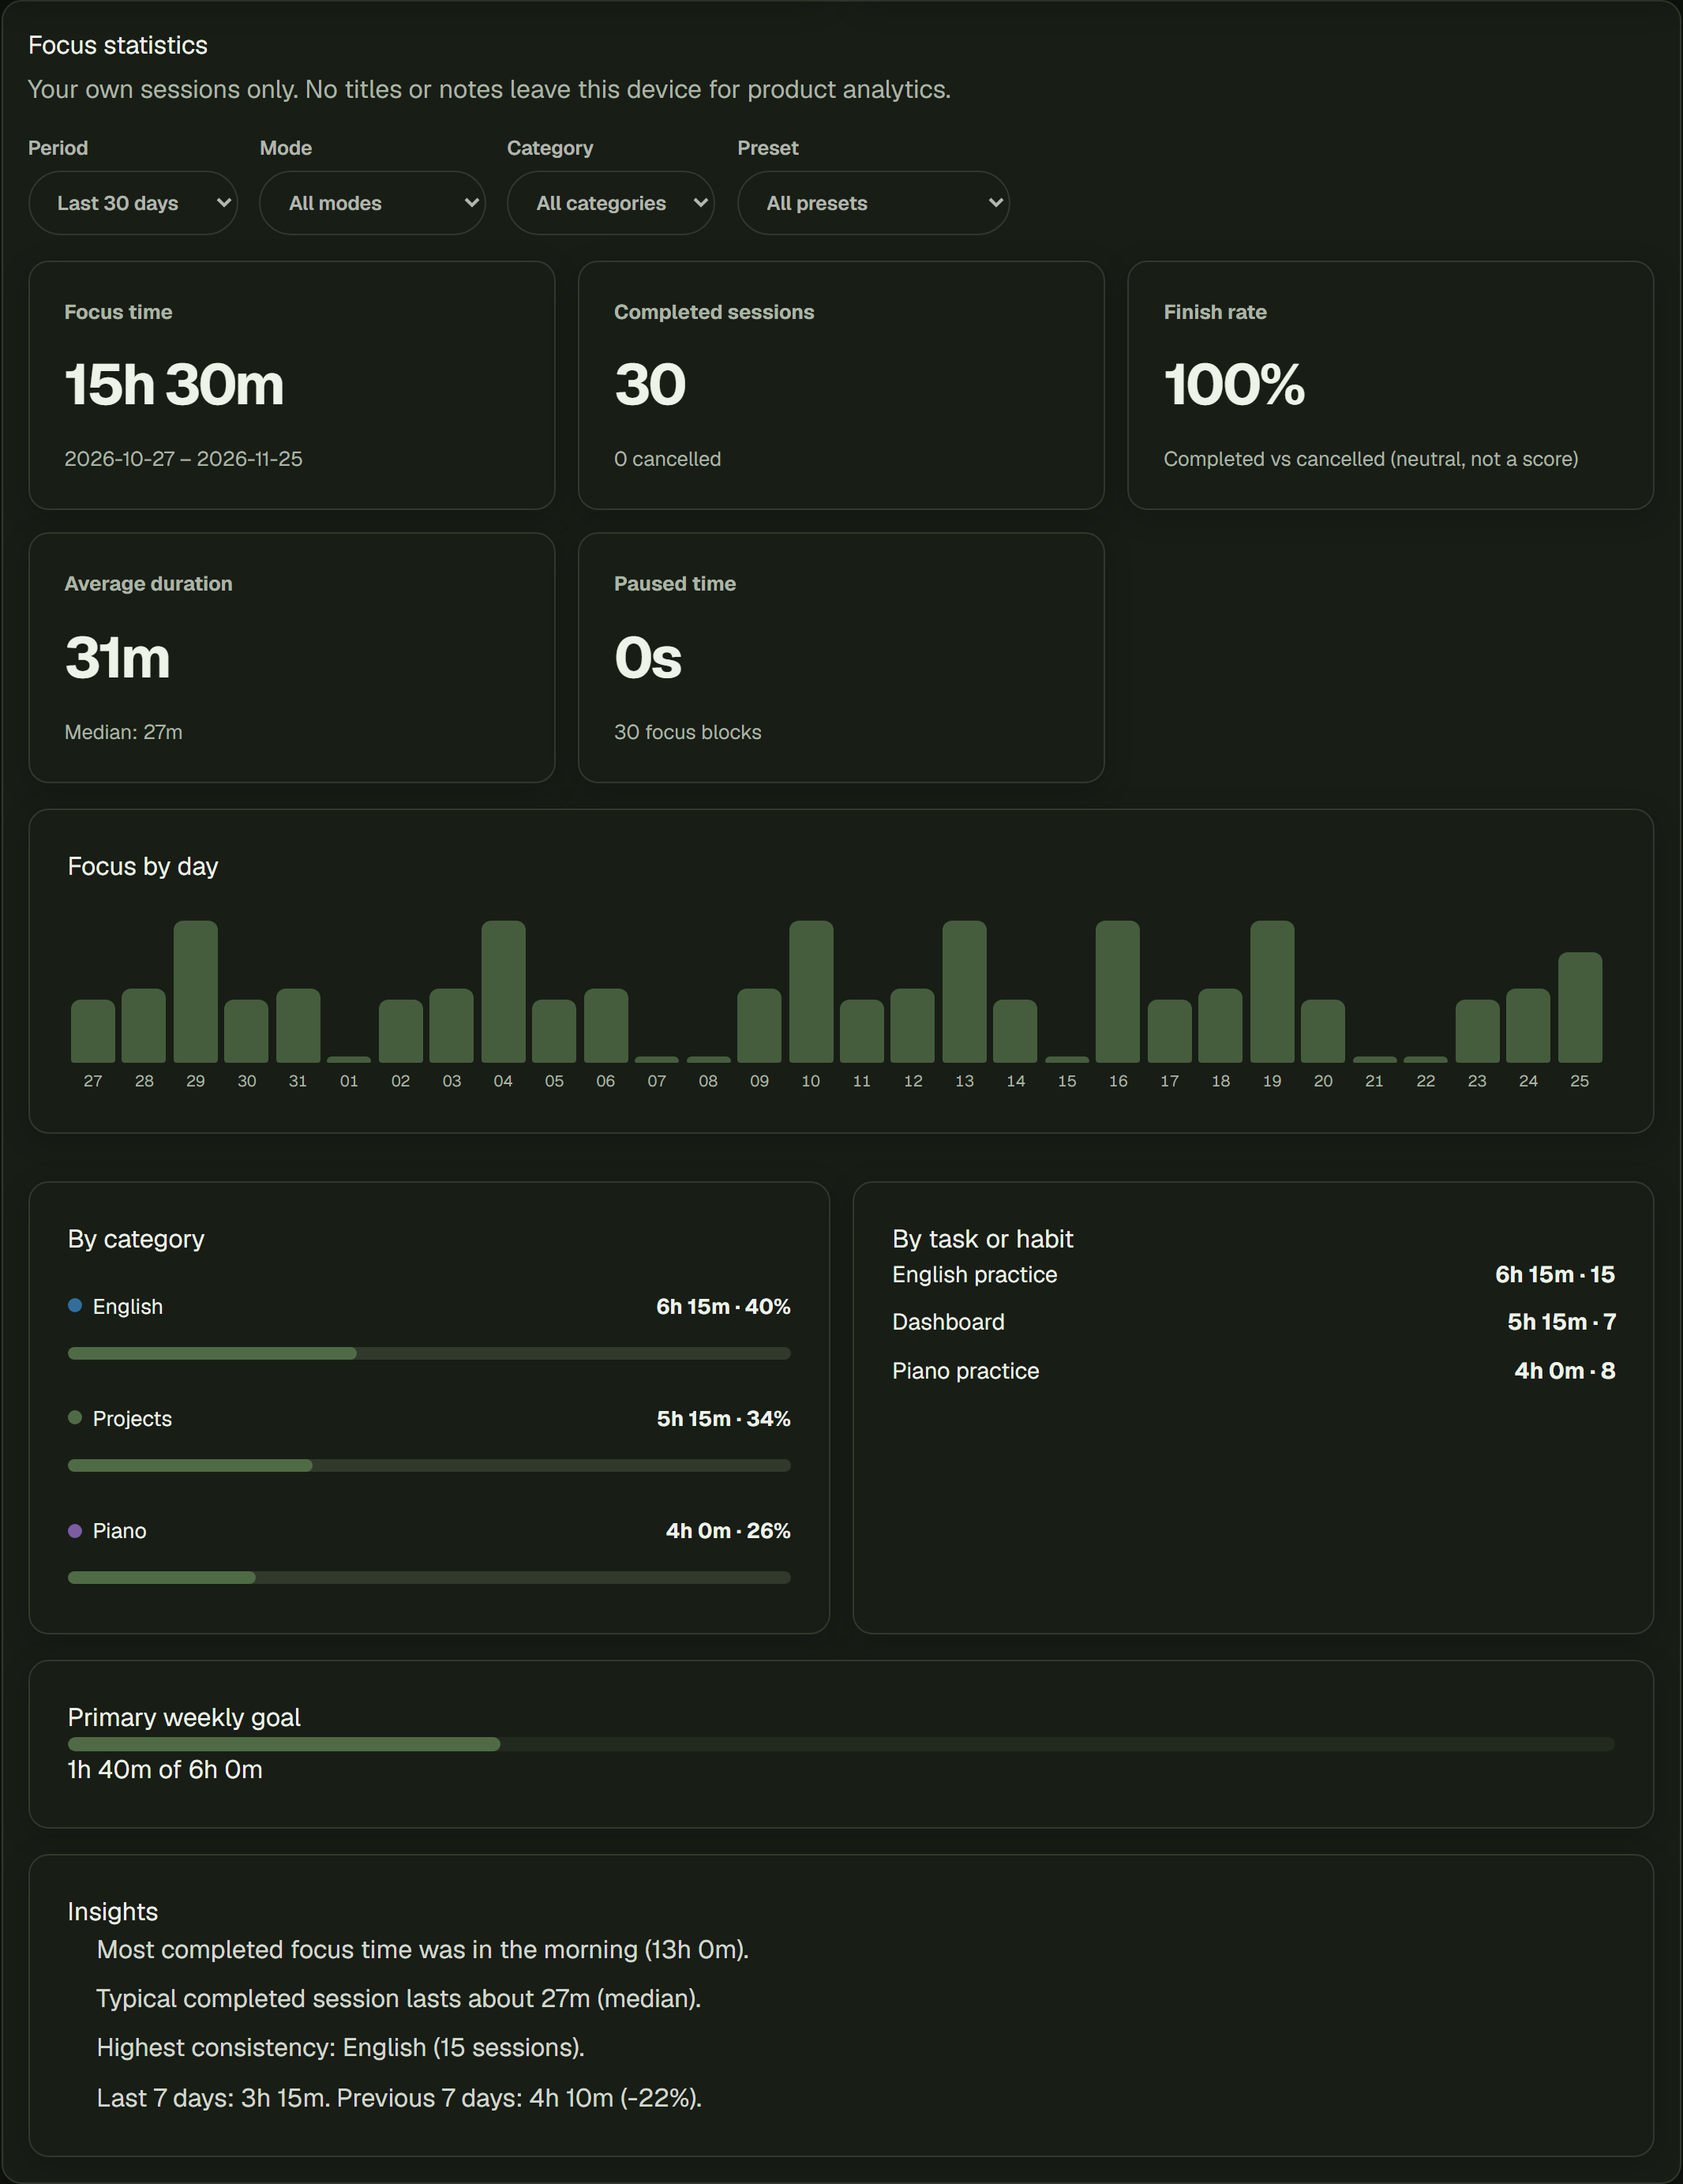 Focus statistics
Your own sessions only. No titles or notes leave this device for product analytics.
Period Mode Category Preset
Last 30 days All modes All categories All presets
Focus time
15h 30m
2026-10-27 – 2026-11-25
Completed sessions
30
0 cancelled
Finish rate
100%
Completed vs cancelled (neutral, not a score)
Average duration
31m
Median: 27m
Paused time
0s
30 focus blocks
Focus by day
27 28 29 30 31 01 02 03 04 05 06 07 08 09 10 11 12 13 14 15 16 17 18 19 20 21 22 23 24 25
By category
English 6h 15m · 40%
Projects 5h 15m · 34%
Piano 4h 0m · 26%
By task or habit
English practice 6h 15m · 15
Dashboard 5h 15m · 7
Piano practice 4h 0m · 8
Primary weekly goal
1h 40m of 6h 0m
Insights
Most completed focus time was in the morning (13h 0m).
Typical completed session lasts about 27m (median).
Highest consistency: English (15 sessions).
Last 7 days: 3h 15m. Previous 7 days: 4h 10m (-22%).